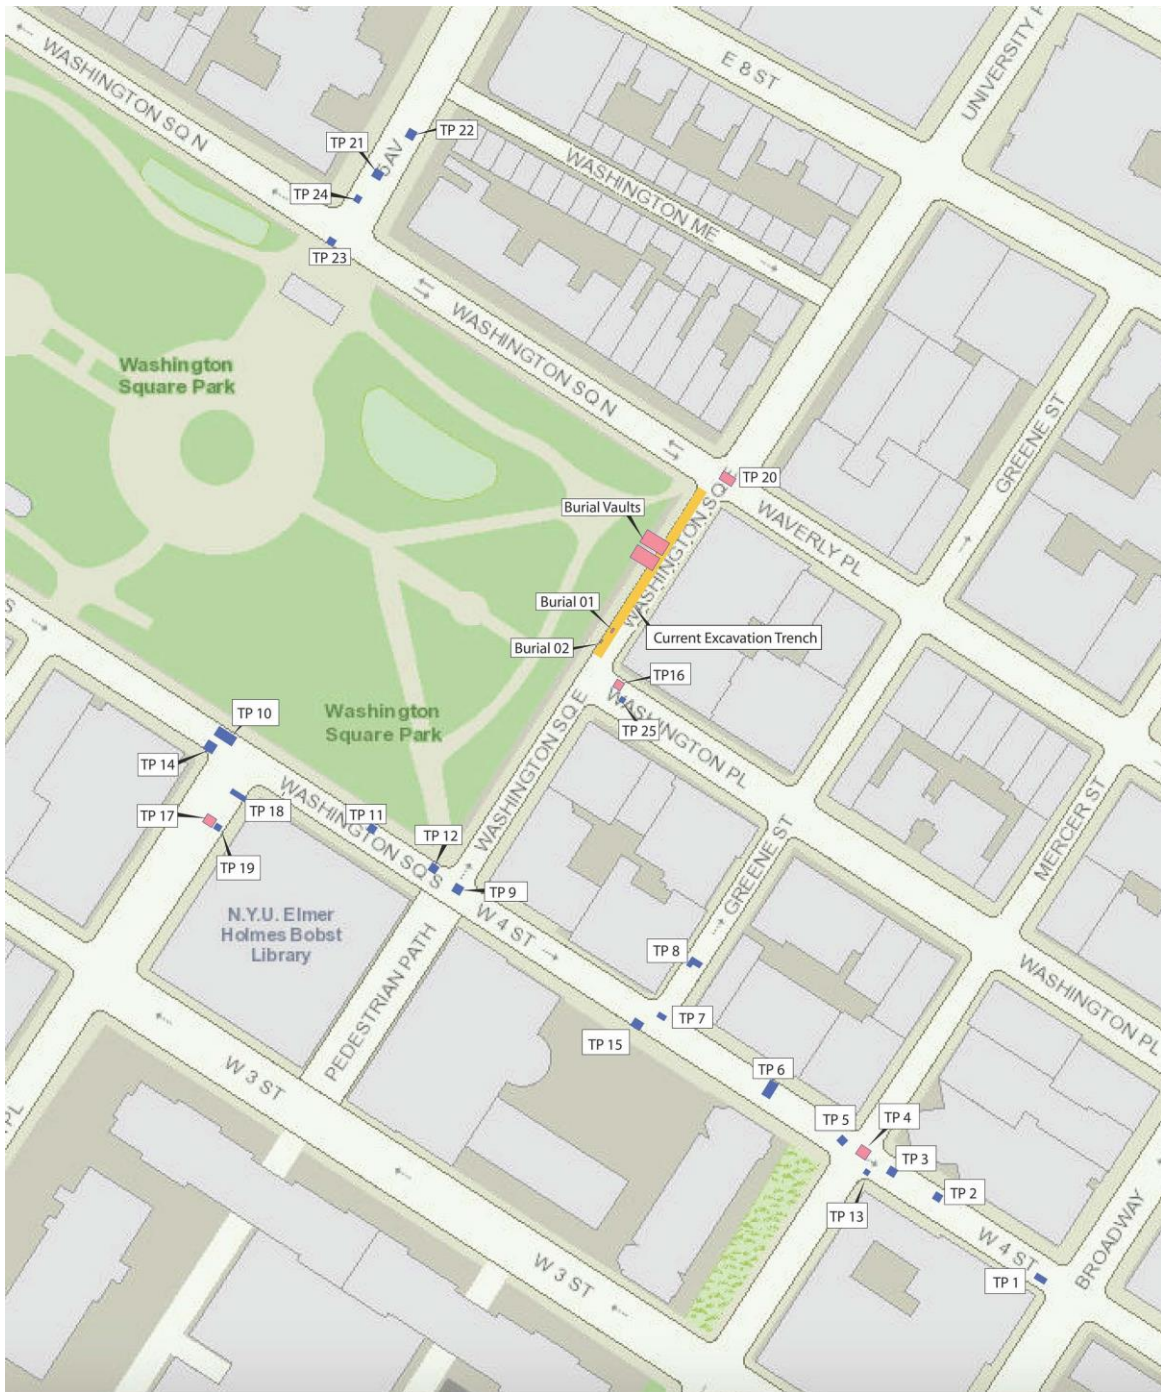 WASHINGTON SQ N
E 8 ST
TP 22
TP 21
5 AV
TP 24
TP 23
WASHINGTON ME
WASHINGTON SQ N
Washington
Square Park
GREENE ST
TP 20
WASHINGTON SQ E
WAVERLY PL
Burial Vaults
Burial 01
Burial 02
Current Excavation Trench
TP16
TP 25
WASHINGTON PL
WASHINGTON SQ E
Washington
Square Park
TP 10
TP 14
TP 17
TP 18
TP 19
TP 11
WASHINGTON SQ S
TP 12
TP 9
GREENE ST
MERCER ST
N.Y.U. Elmer
Holmes Bobst
Library
PEDESTRIAN PATH
W 4 ST
TP 8
TP 7
TP 15
WASHINGTON PL
W 3 ST
TP 6
TP 5
TP 4
TP 3
TP 2
TP 13
W 4 ST
TP 1
BROADWAY
W 3 ST
PL